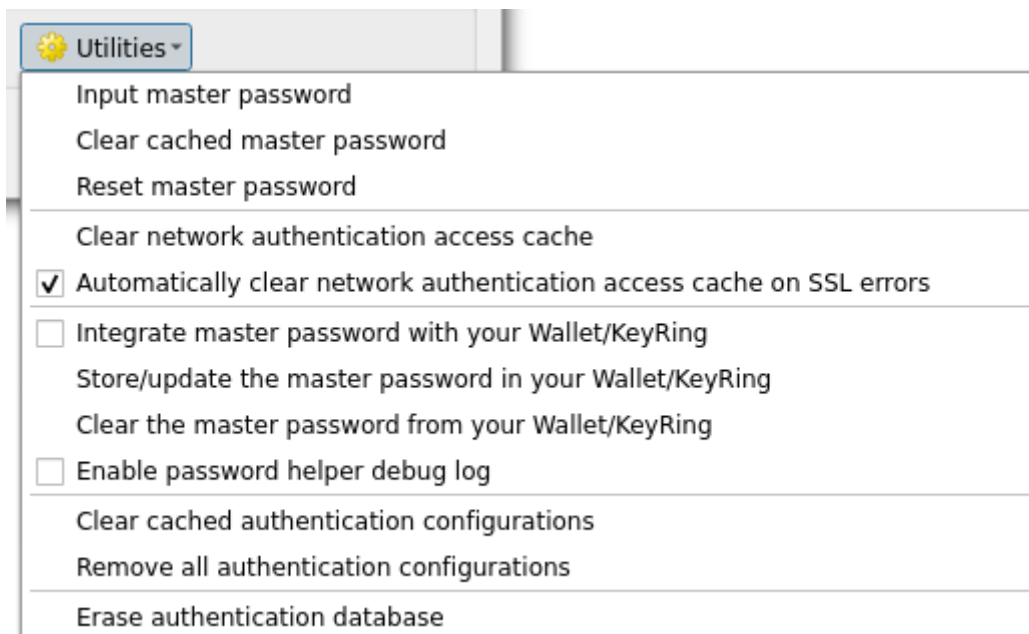 Utilities
Input master password
Clear cached master password
Reset master password
Clear network authentication access cache
Automatically clear network authentication access cache on SSL errors
Integrate master password with your Wallet/KeyRing
Store/update the master password in your Wallet/KeyRing
Clear the master password from your Wallet/KeyRing
Enable password helper debug log
Clear cached authentication configurations
Remove all authentication configurations
Erase authentication database